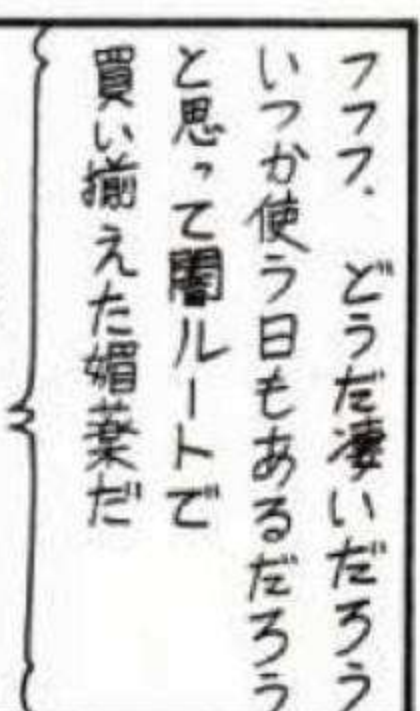 フフフ、どうだ凄いだろう
いつか使う日もあるだろう
と思って闇ルートで
買い揃えた媚薬だ